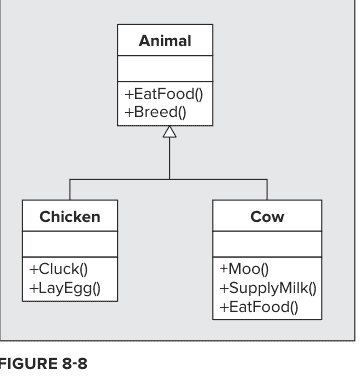 Animal
+EatFood()
+Breed()
Chicken
+Cluck()
+LayEgg()
Cow
+Moo()
+SupplyMilk()
+EatFood()
FIGURE 8-8